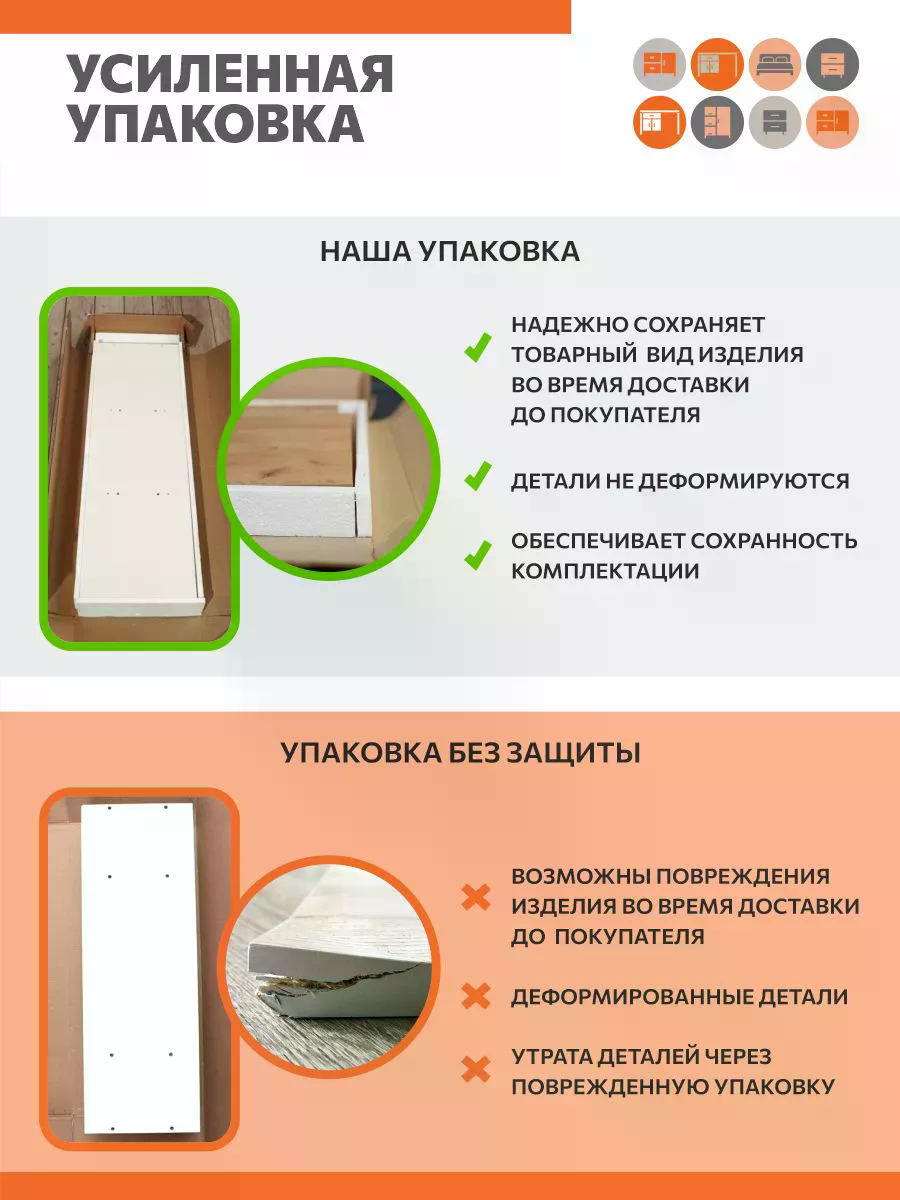 УСИЛЕННАЯ
УПАКОВКА
НАША УПАКОВКА
НАДЕЖНО СОХРАНЯЕТ
ТОВАРНЫЙ ВИД ИЗДЕЛИЯ
ВО ВРЕМЯ ДОСТАВКИ
ДО ПОКУПАТЕЛЯ
ДЕТАЛИ НЕ ДЕФОРМИРУЮТСЯ
ОБЕСПЕЧИВАЕТ СОХРАННОСТЬ
КОМПЛЕКТАЦИИ
УПАКОВКА БЕЗ ЗАЩИТЫ
ВОЗМОЖНЫ ПОВРЕЖДЕНИЯ
ИЗДЕЛИЯ ВО ВРЕМЯ ДОСТАВКИ
ДО ПОКУПАТЕЛЯ
ДЕФОРМИРОВАННЫЕ ДЕТАЛИ
УТРАТА ДЕТАЛЕЙ ЧЕРЕЗ
ПОВРЕЖДЕННУЮ УПАКОВКУ